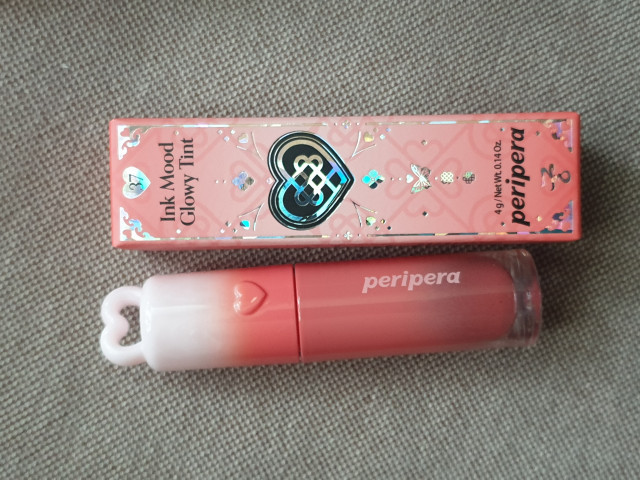 37
Ink Mood
Glowy Tint
4g/Net Wt. 0.14 Oz.
peripera
peripera